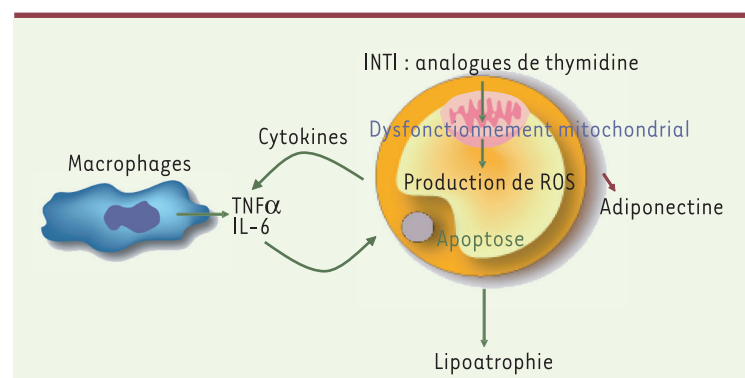 INTI : analogues de thymidine
Cytokines
Dysfonctionnement mitochondrial
Macrophages
Production de ROS
TNFα
IL-6
Adiponectine
Apoptose
Lipoatrophie